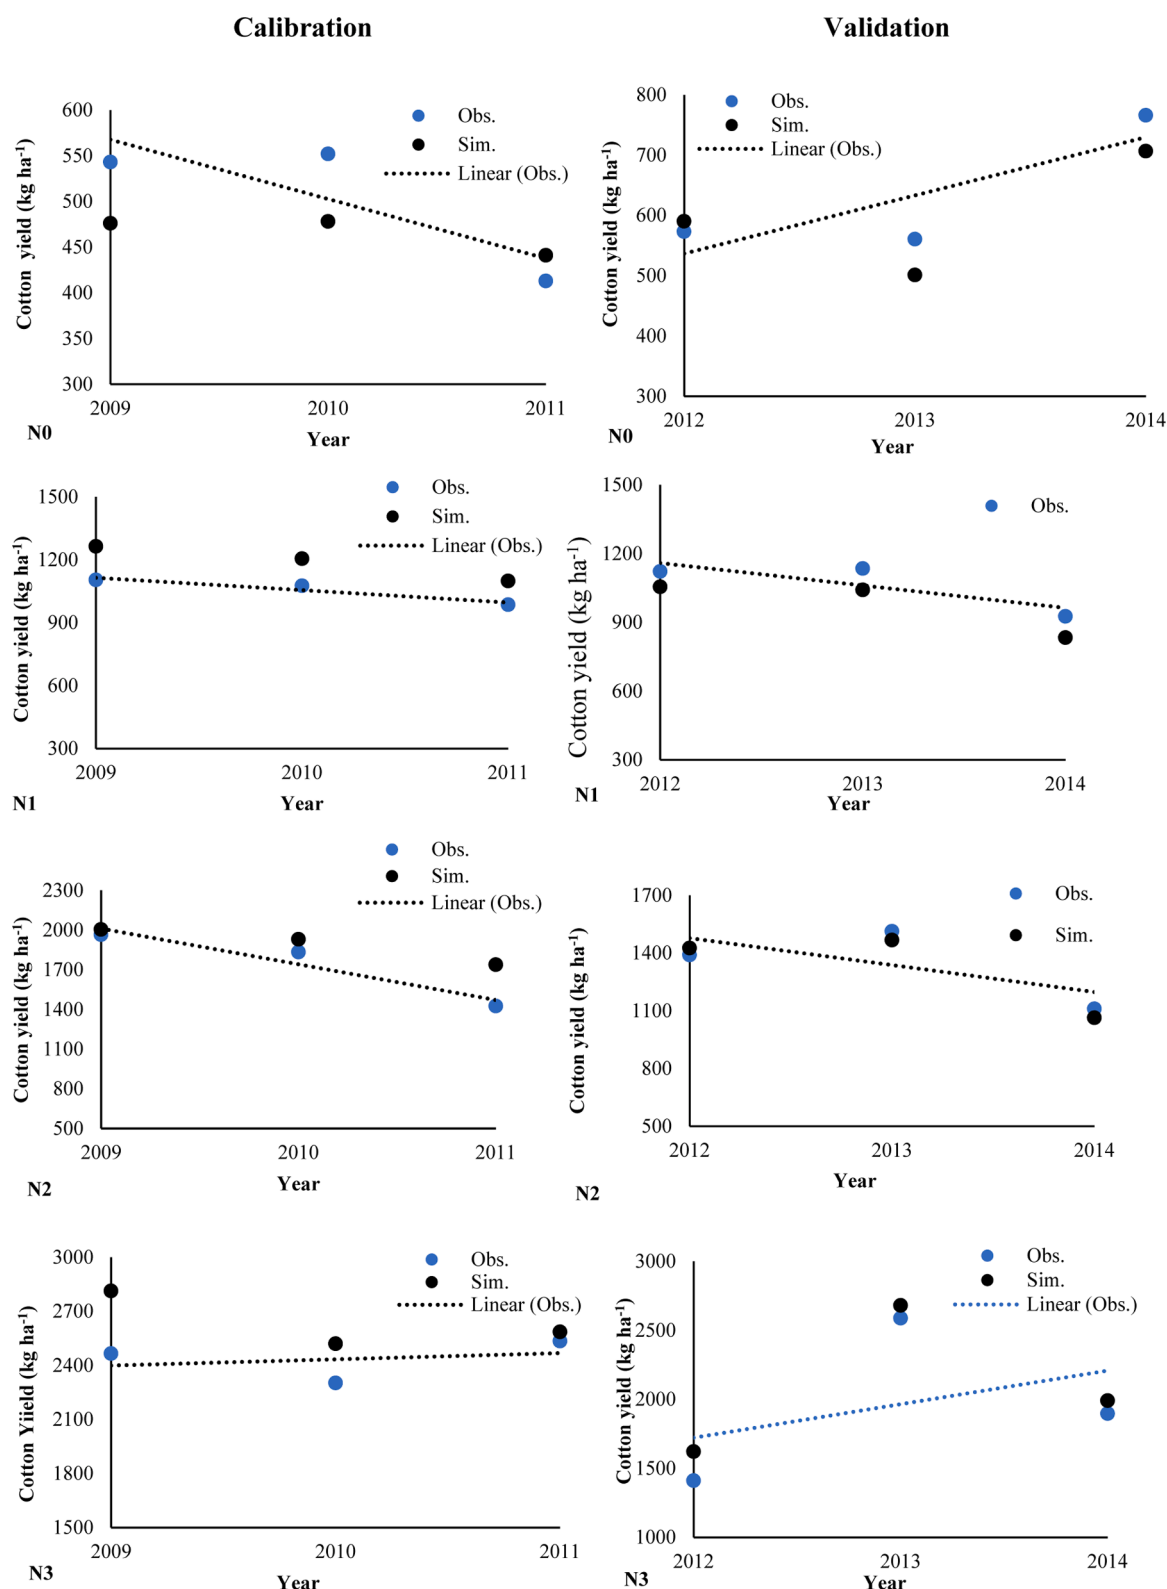 Calibration
Validation
Cotton yield (kg ha-1)
600
550
500
450
400
350
300
Obs.
Sim.
Linear (Obs.)
2009
2010
2011
Year
N0
Cotton yield (kg ha-1)
800
700
600
500
400
300
Obs.
Sim.
Linear (Obs.)
2012
2013
2014
Year
N0
Cotton yield (kg ha-1)
1500
1200
900
600
300
Obs.
Sim.
Linear (Obs.)
2009
2010
2011
Year
N1
Cotton yield (kg ha-1)
1500
1200
900
600
300
Obs.
2012
2013
2014
Year
N1
Cotton yield (kg ha-1)
2300
2000
1700
1400
1100
800
500
Obs.
Sim.
Linear (Obs.)
2009
2010
2011
Year
N2
Cotton yield (kg ha-1)
1700
1400
1100
800
500
Obs.
Sim.
2012
2013
2014
Year
N2
Cotton Yiield (kg ha-1)
3000
2700
2400
2100
1800
1500
Obs.
Sim.
Linear (Obs.)
2009
2010
2011
Year
N3
Cotton yield (kg ha-1)
3000
2500
2000
1500
1000
Obs.
Sim.
Linear (Obs.)
2012
2013
2014
Year
N3